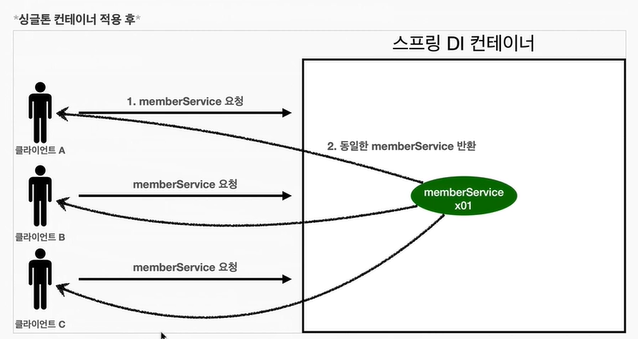 *싱글톤 컨테이너 적용 후*
스프링 DI 컨테이너
1. memberService 요청
클라이언트 A
2. 동일한 memberService 반환
memberService 요청
memberService
x01
클라이언트 B
memberService 요청
클라이언트 C